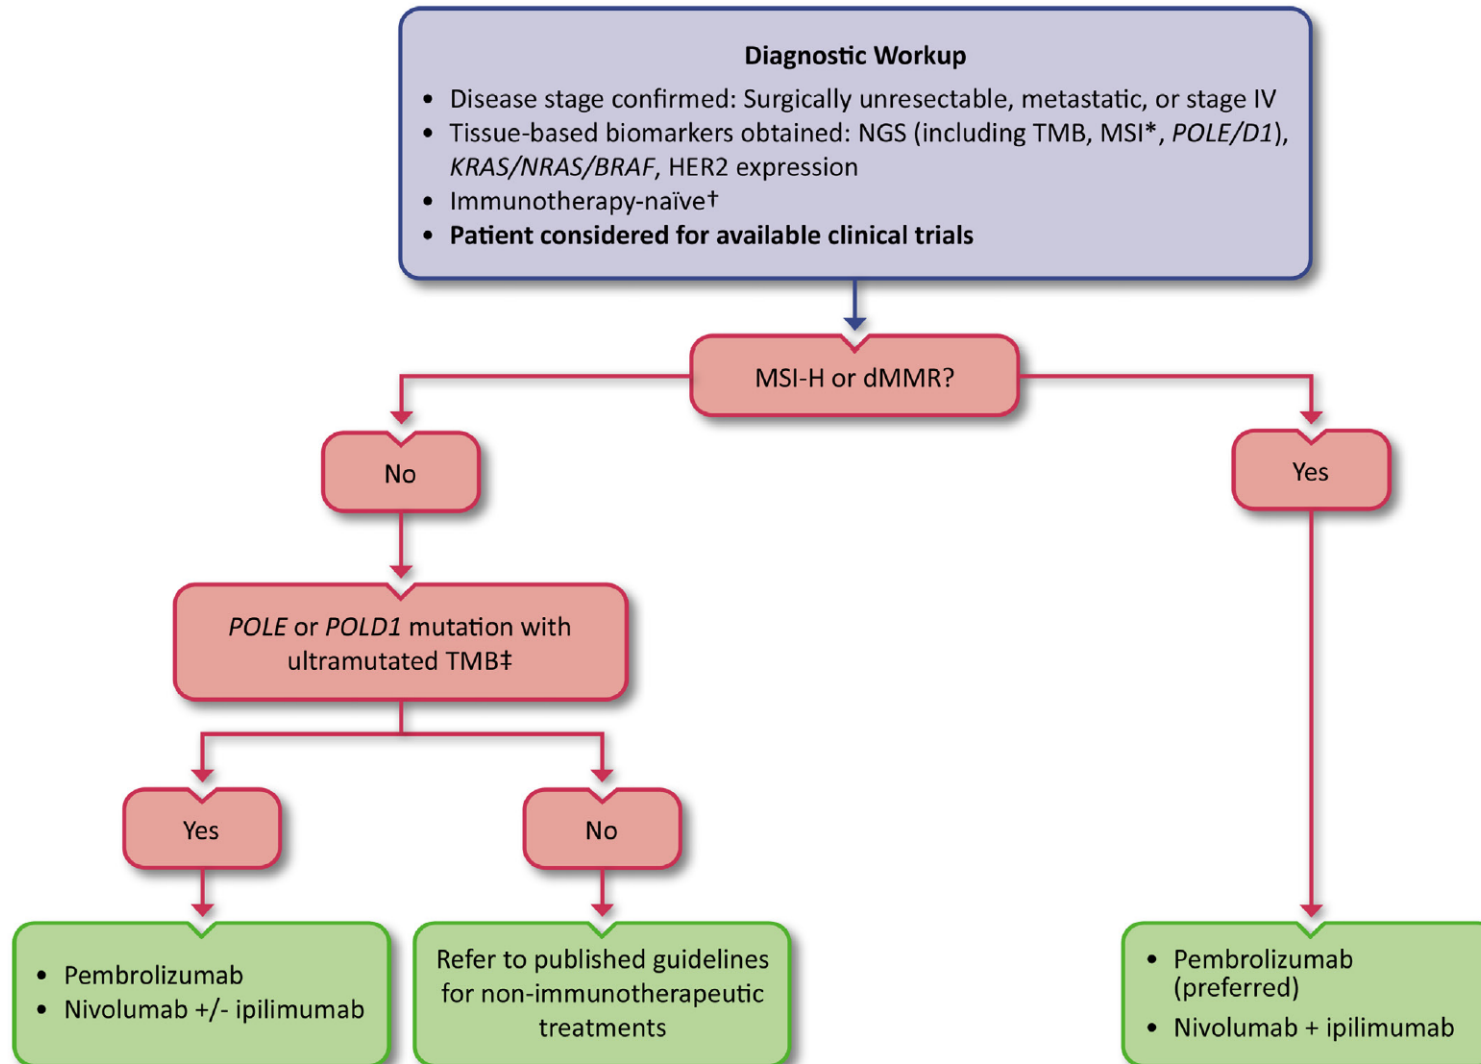 Diagnostic Workup
• Disease stage confirmed: Surgically unresectable, metastatic, or stage IV
• Tissue-based biomarkers obtained: NGS (including TMB, MSI*, POLE/D1),
KRAS/NRAS/BRAF, HER2 expression
• Immunotherapy-naïve†
• Patient considered for available clinical trials
MSI-H or dMMR?
No
Yes
POLE or POLD1 mutation with
ultramutated TMB‡
Yes
No
• Pembrolizumab
• Nivolumab +/- ipilimumab
Refer to published guidelines
for non-immunotherapeutic
treatments
• Pembrolizumab
(preferred)
• Nivolumab + ipilimumab